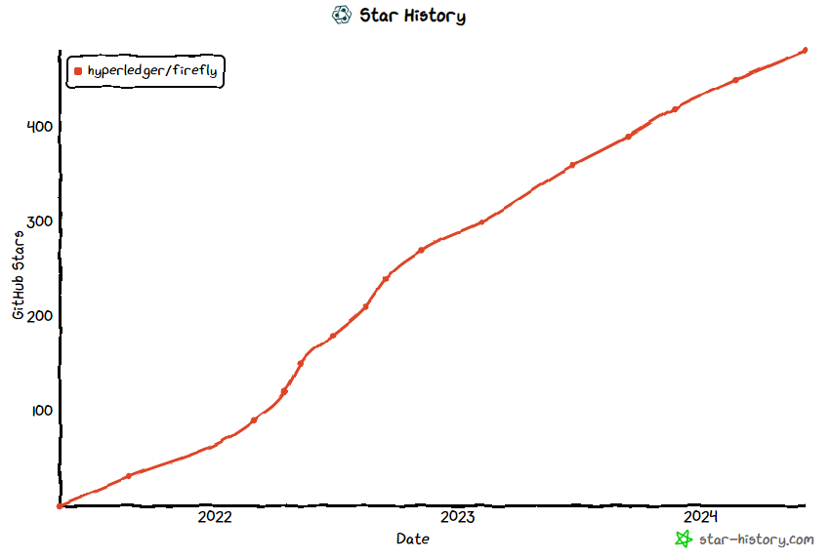 Star History
hyperledger/firefly
400
300
200
100
GitHub Stars
2022
2023
2024
Date
star-history.com